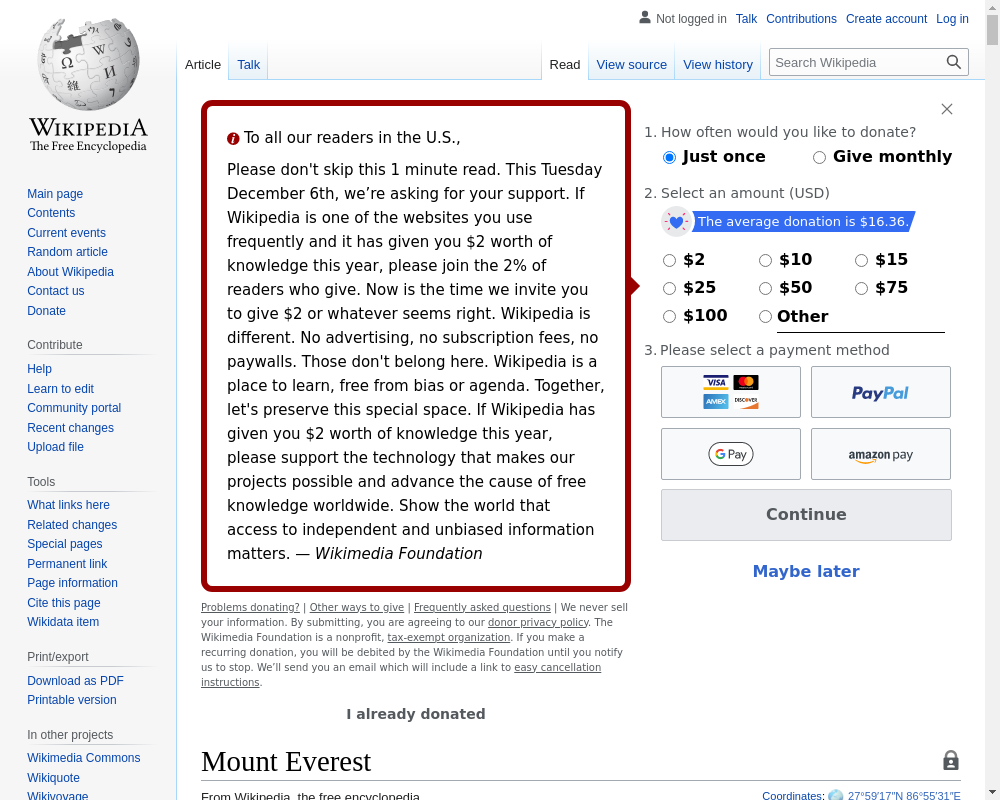 Not logged in Talk Contributions Create account Log in
Article Talk Read View source View history Search Wikipedia
WIKIPEDIA
The Free Encyclopedia
Main page
Contents
Current events
Random article
About Wikipedia
Contact us
Donate
Contribute
Help
Learn to edit
Community portal
Recent changes
Upload file
Tools
What links here
Related changes
Special pages
Permanent link
Page information
Cite this page
Wikidata item
Print/export
Download as PDF
Printable version
In other projects
Wikimedia Commons
Wikiquote
Wikivoyage
To all our readers in the U.S.,
Please don't skip this 1 minute read. This Tuesday
December 6th, we’re asking for your support. If
Wikipedia is one of the websites you use
frequently and it has given you $2 worth of
knowledge this year, please join the 2% of
readers who give. Now is the time we invite you
to give $2 or whatever seems right. Wikipedia is
different. No advertising, no subscription fees, no
paywalls. Those don't belong here. Wikipedia is a
place to learn, free from bias or agenda. Together,
let's preserve this special space. If Wikipedia has
given you $2 worth of knowledge this year,
please support the technology that makes our
projects possible and advance the cause of free
knowledge worldwide. Show the world that
access to independent and unbiased information
matters. — Wikimedia Foundation
1. How often would you like to donate?
Just once Give monthly
2. Select an amount (USD)
The average donation is $16.36.
$2 $10 $15
$25 $50 $75
$100 Other
3. Please select a payment method
VISA mastercard
AMEX DISCOVER
PayPal
G Pay
amazon pay
Continue
Maybe later
Problems donating? | Other ways to give | Frequently asked questions | We never sell
your information. By submitting, you are agreeing to our donor privacy policy. The
Wikimedia Foundation is a nonprofit, tax-exempt organization. If you make a
recurring donation, you will be debited by the Wikimedia Foundation until you notify
us to stop. We’ll send you an email which will include a link to easy cancellation
instructions.
I already donated
Mount Everest
From Wikipedia, the free encyclopedia
Coordinates: 27°59′17″N 86°55′31″E